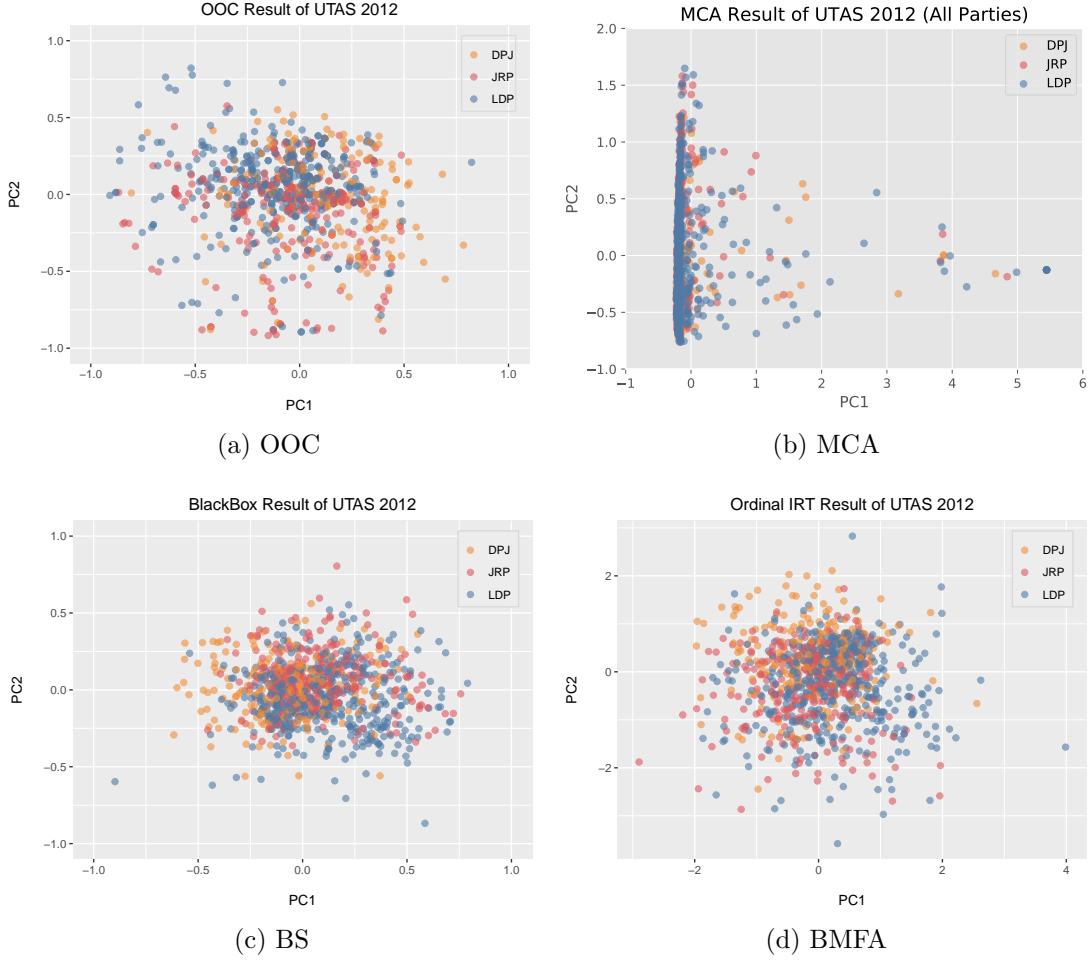 OOC Result of UTAS 2012
1.0
0.5
0.0
−0.5
−1.0
PC2
−1.0
−0.5
0.0
0.5
1.0
PC1
DPJ
JRP
LDP
(a) OOC
MCA Result of UTAS 2012 (All Parties)
2.0
1.5
1.0
0.5
0.0
−0.5
−1.0
PC2
−1
0
1
2
3
4
5
6
PC1
DPJ
JRP
LDP
(b) MCA
BlackBox Result of UTAS 2012
1.0
0.5
0.0
−0.5
−1.0
PC2
−1.0
−0.5
0.0
0.5
1.0
PC1
DPJ
JRP
LDP
(c) BS
Ordinal IRT Result of UTAS 2012
2
0
−2
PC2
−2
0
2
4
PC1
DPJ
JRP
LDP
(d) BMFA